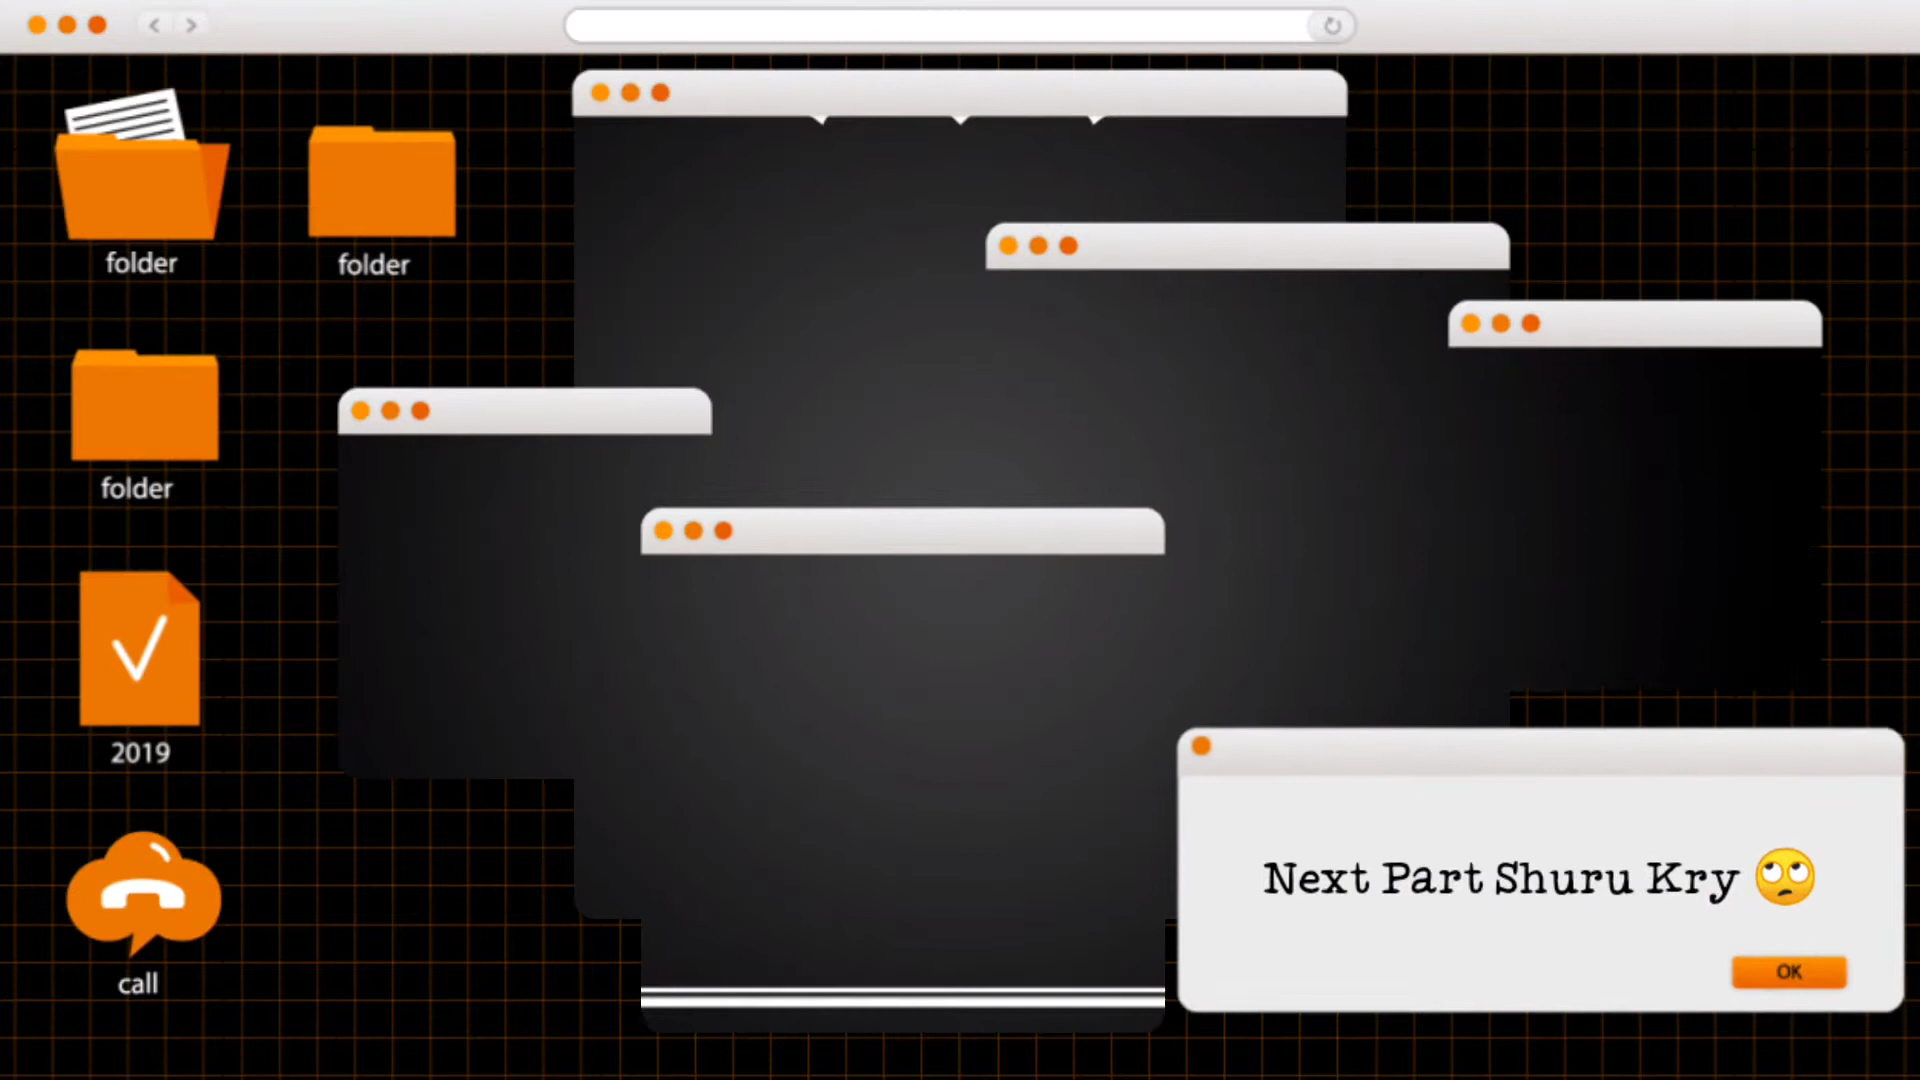 folder
folder
folder
2019
call
Next Part Shuru Kry 🙄
OK